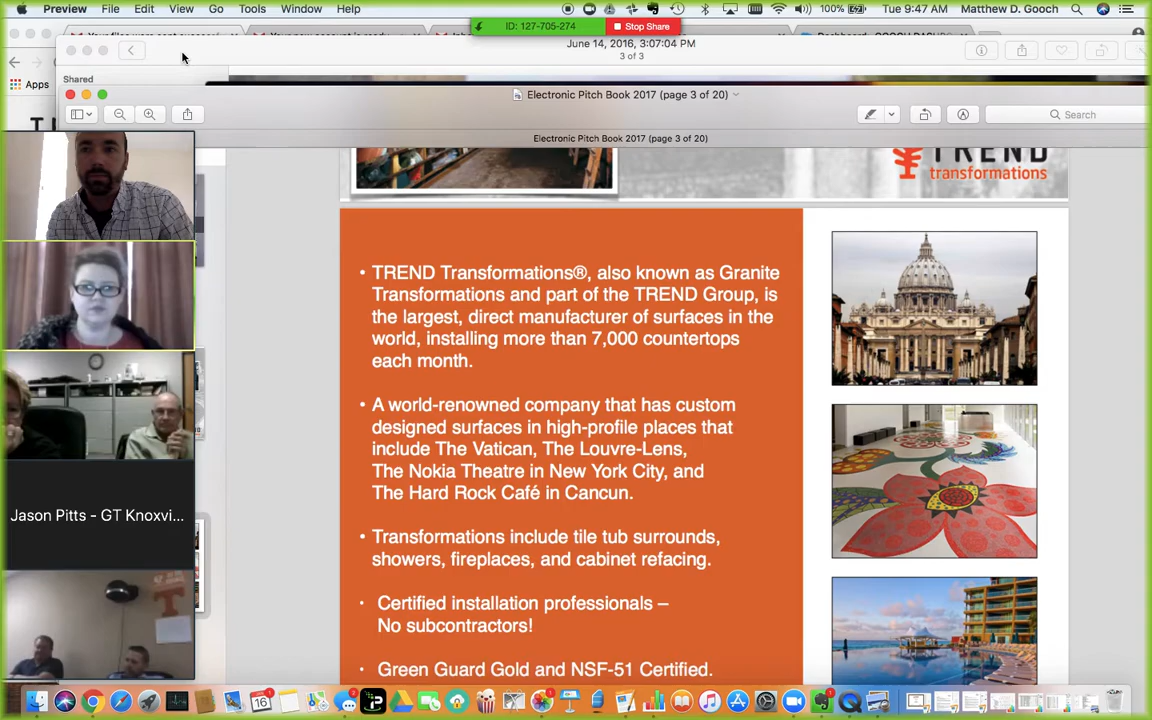 Preview File Edit View Go Tools Window Help
100% Tue 9:47 AM Matthew D. Gooch
ID: 127-705-274 Stop Share
June 14, 2016, 3:07:04 PM
3 of 3
Apps
Shared
Electronic Pitch Book 2017 (page 3 of 20)
Search
Electronic Pitch Book 2017 (page 3 of 20)
TREND
transformations
• TREND Transformations®, also known as Granite
Transformations and part of the TREND Group, is
the largest, direct manufacturer of surfaces in the
world, installing more than 7,000 countertops
each month.
• A world-renowned company that has custom
designed surfaces in high-profile places that
include The Vatican, The Louvre-Lens,
The Nokia Theatre in New York City, and
The Hard Rock Café in Cancun.
• Transformations include tile tub surrounds,
showers, fireplaces, and cabinet refacing.
• Certified installation professionals –
No subcontractors!
• Green Guard Gold and NSF-51 Certified.
Jason Pitts - GT Knoxvi...
16